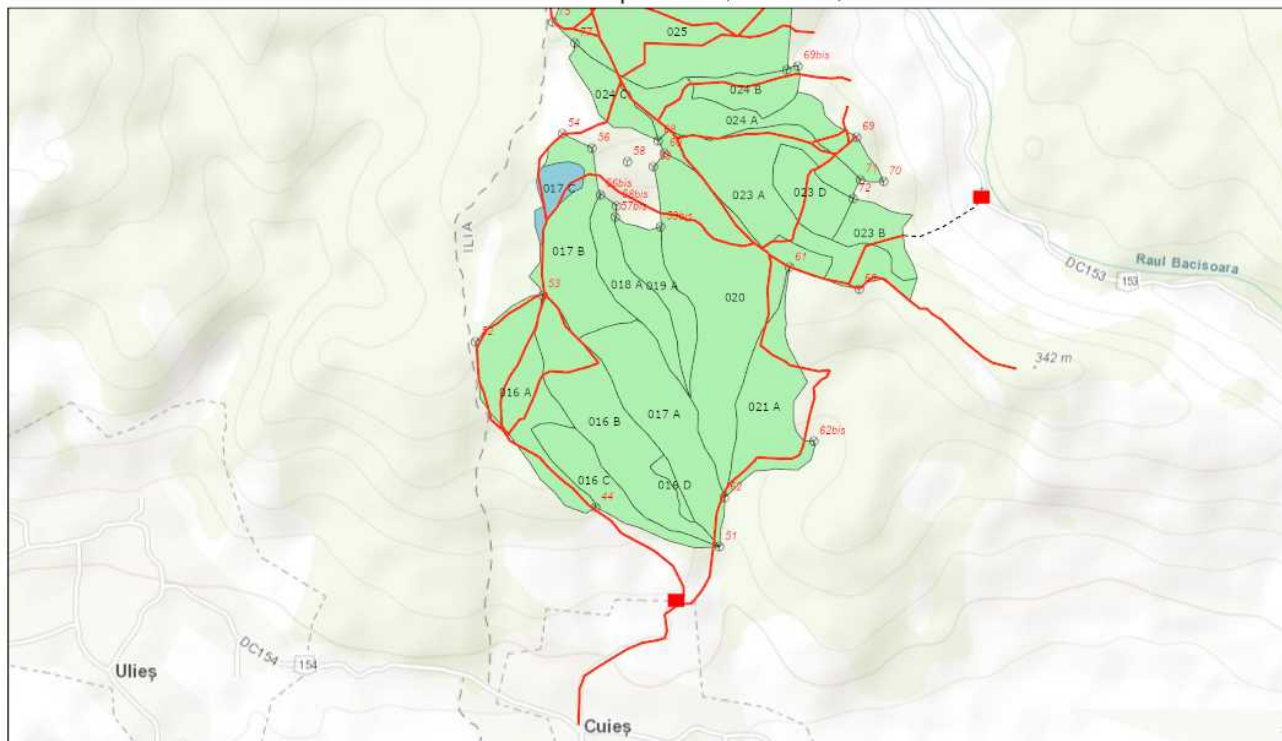 57
025
69bis
024 B
024 C
024 A
54
69
56
58
71
70
72
017 C
56bis
58bis
57bis
59bis
023 A
023 D
023 B
ILIA
017 B
61
Raul Bacisoara
DC153
153
53
018 A
019 A
020
52
342 m
016 A
016 B
017 A
021 A
62bis
016 C
016 D
44
51
DC154
154
Ulieș
Cuieș